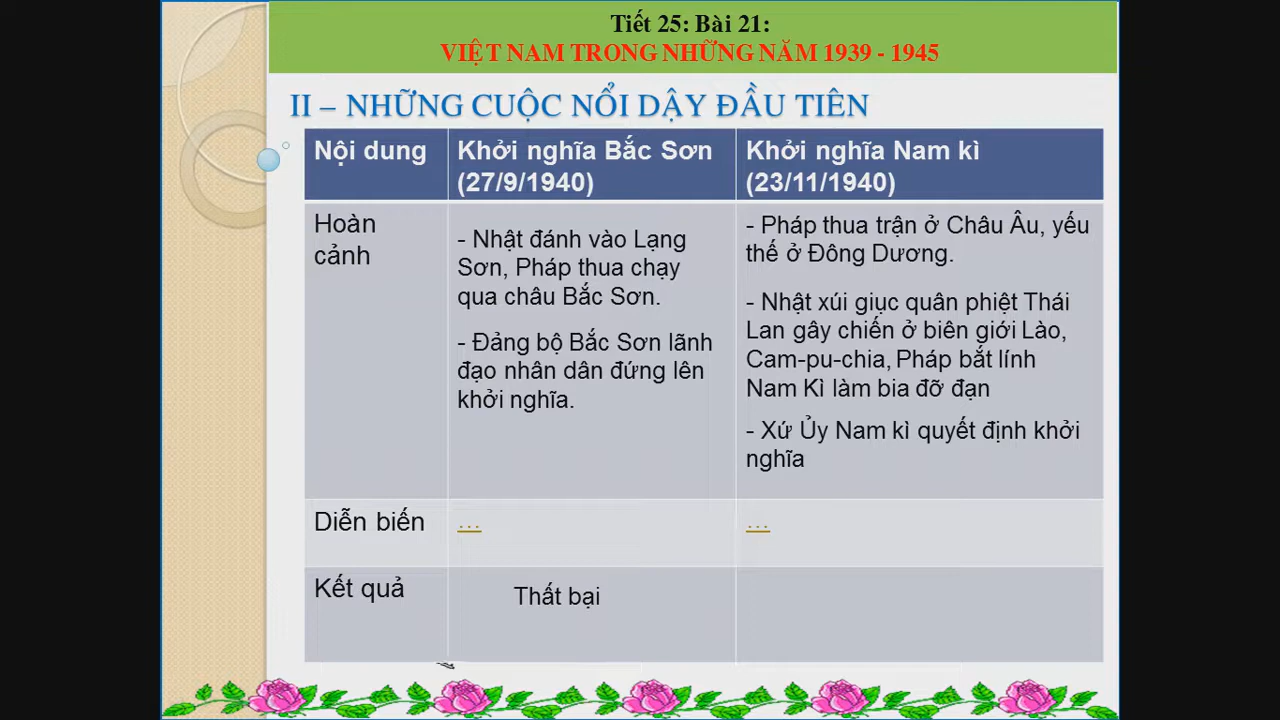 Tiết 25: Bài 21:
VIỆT NAM TRONG NHỮNG NĂM 1939 - 1945
II – NHỮNG CUỘC NỔI DẬY ĐẦU TIÊN
Nội dung
Khởi nghĩa Bắc Sơn
(27/9/1940)
Khởi nghĩa Nam kì
(23/11/1940)
Hoàn
cảnh
- Nhật đánh vào Lạng
Sơn, Pháp thua chạy
qua châu Bắc Sơn.
- Đảng bộ Bắc Sơn lãnh
đạo nhân dân đứng lên
khởi nghĩa.
- Pháp thua trận ở Châu Âu, yếu
thế ở Đông Dương.
- Nhật xúi giục quân phiệt Thái
Lan gây chiến ở biên giới Lào,
Cam-pu-chia, Pháp bắt lính
Nam Kì làm bia đỡ đạn
- Xứ Ủy Nam kì quyết định khởi
nghĩa
Diễn biến
...
...
Kết quả
Thất bại